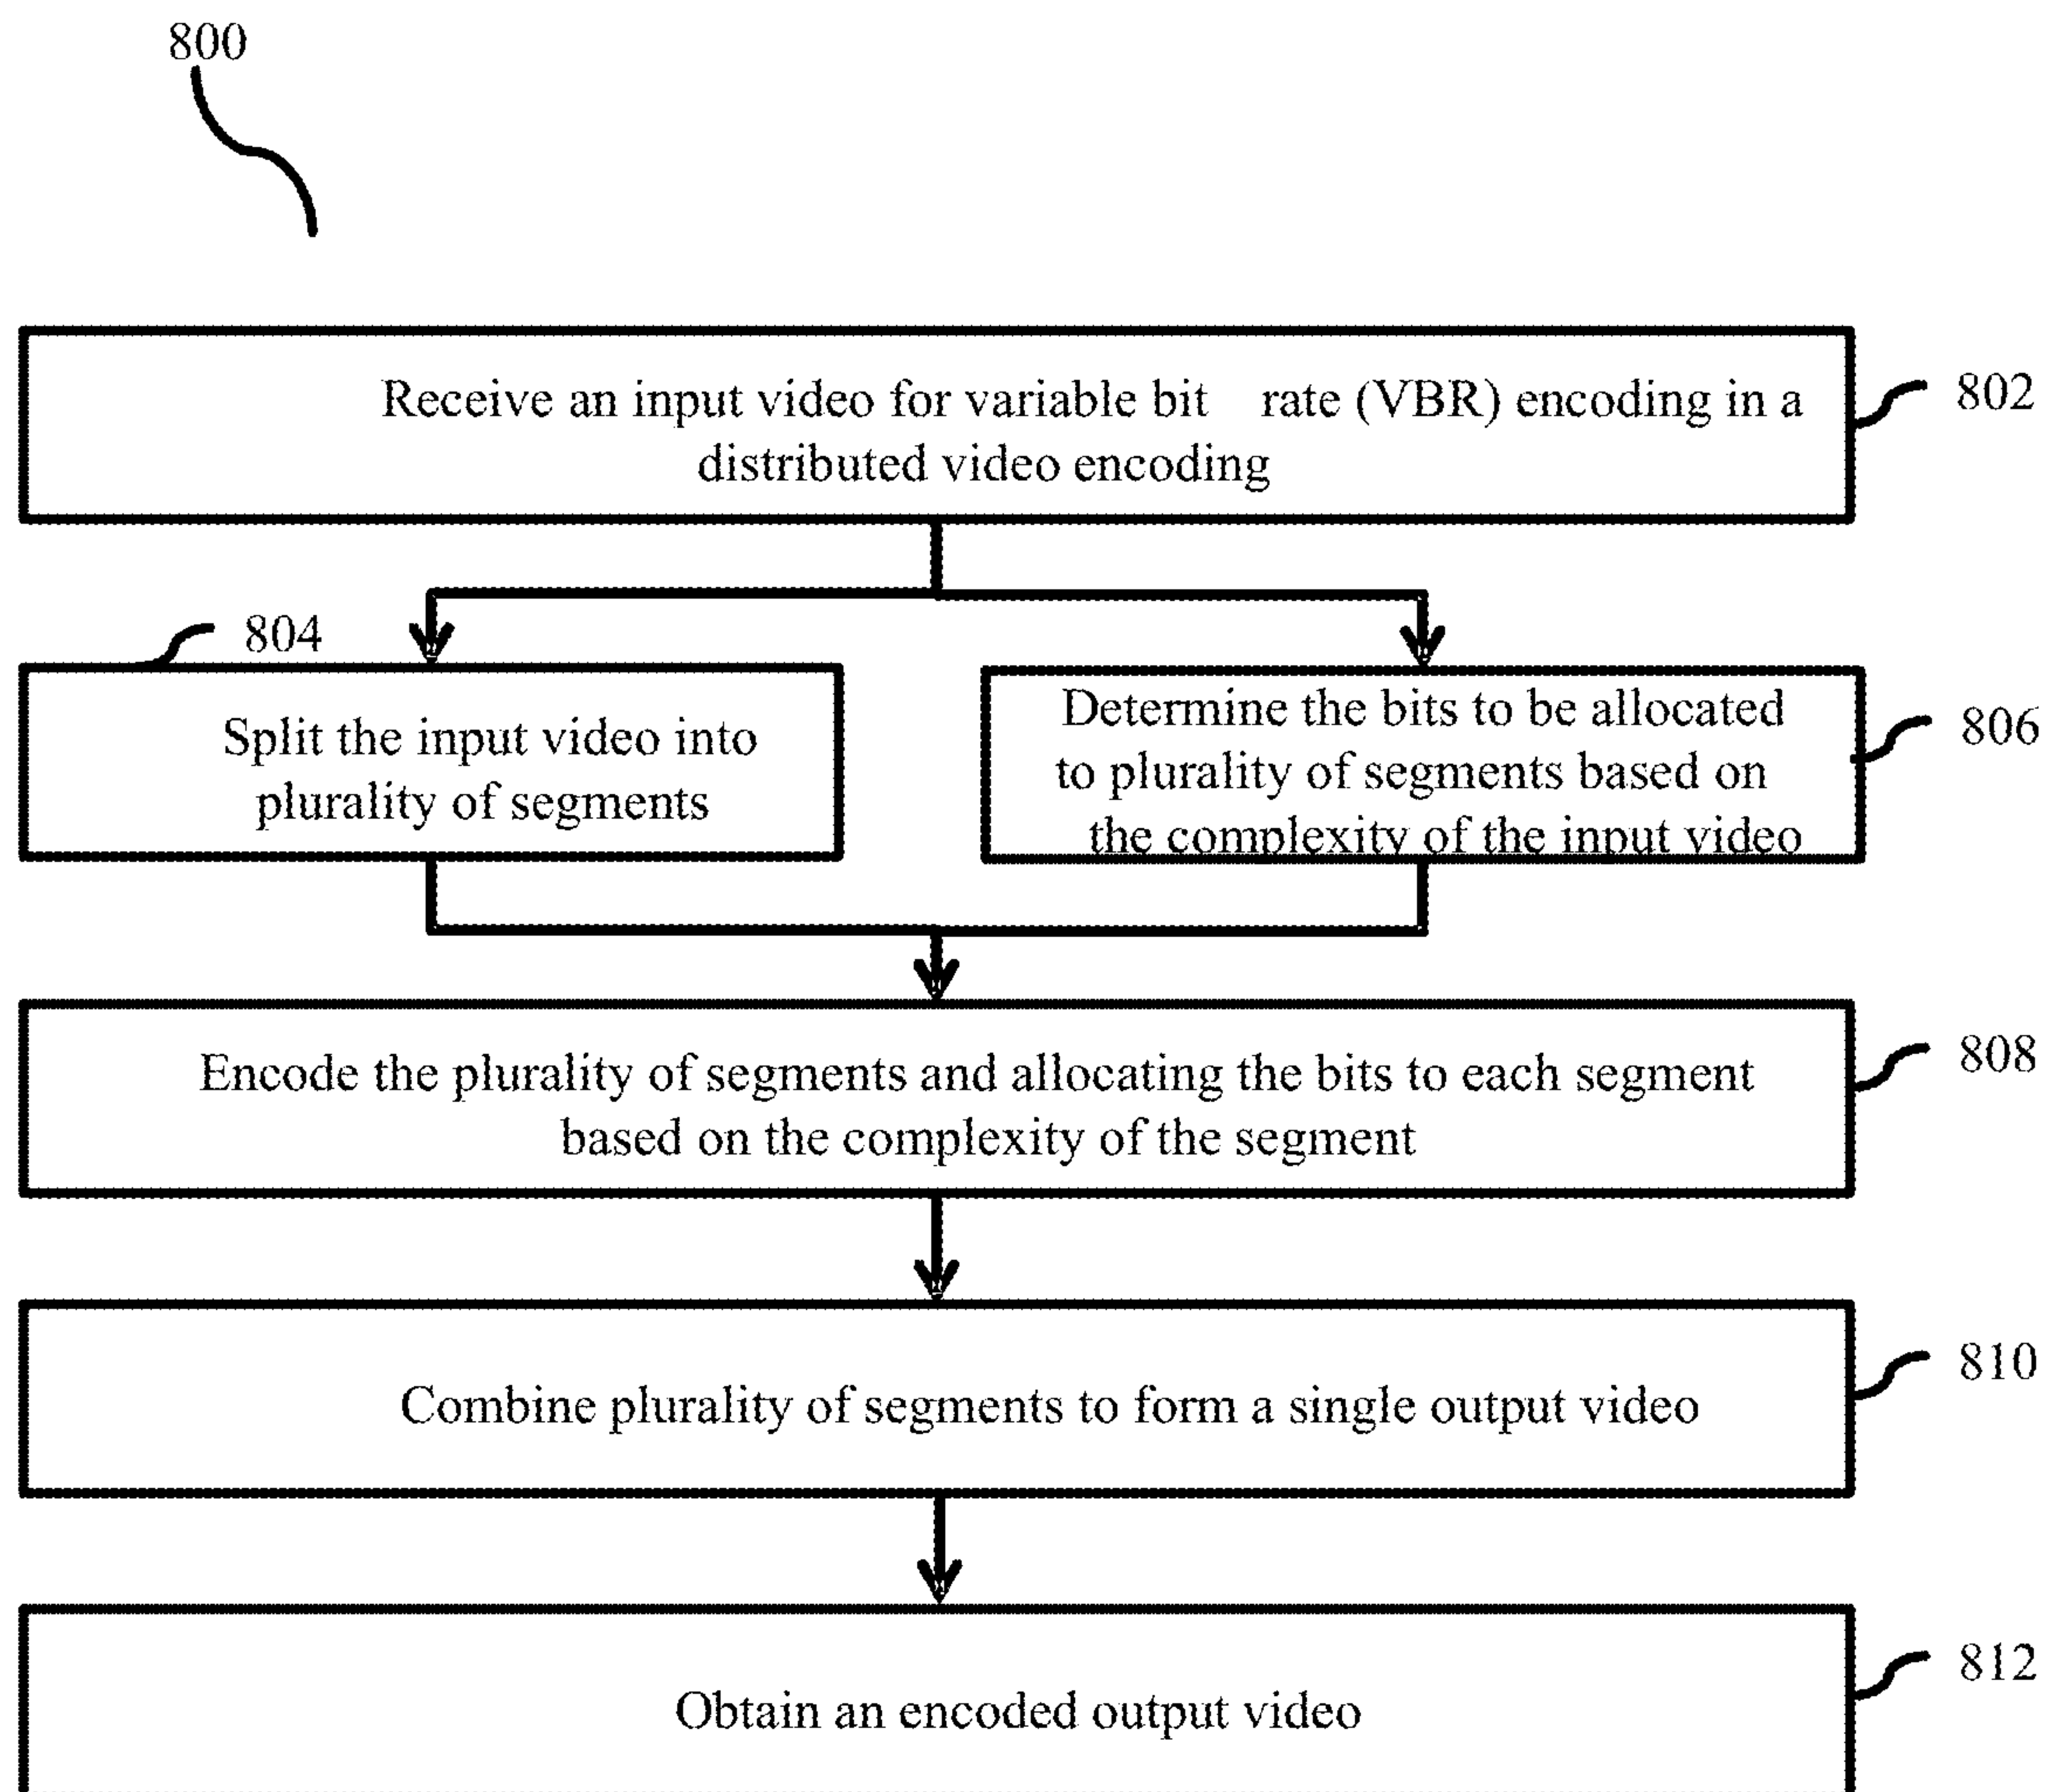 800
Receive an input video for variable bit rate (VBR) encoding in a
distributed video encoding
802
804
Split the input video into
plurality of segments
Determine the bits to be allocated
to plurality of segments based on
the complexity of the input video
806
Encode the plurality of segments and allocating the bits to each segment
based on the complexity of the segment
808
Combine plurality of segments to form a single output video
810
Obtain an encoded output video
812